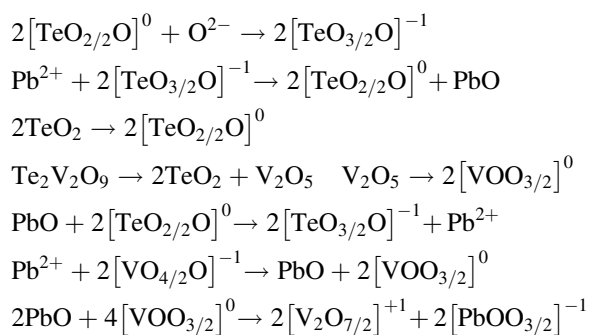 2[TeO₂/₂O]⁰ + O²⁻ → 2[TeO₃/₂O]⁻¹
Pb²⁺ + 2[TeO₃/₂O]⁻¹ → 2[TeO₂/₂O]⁰ + PbO
2TeO₂ → 2[TeO₂/₂O]⁰
Te₂V₂O₉ → 2TeO₂ + V₂O₅ V₂O₅ → 2[VOO₃/₂]⁰
PbO + 2[TeO₂/₂O]⁰ → 2[TeO₃/₂O]⁻¹ + Pb²⁺
Pb²⁺ + 2[VO₄/₂O]⁻¹ → PbO + 2[VOO₃/₂]⁰
2PbO + 4[VOO₃/₂]⁰ → 2[V₂O₇/₂]⁺¹ + 2[PbOO₃/₂]⁻¹